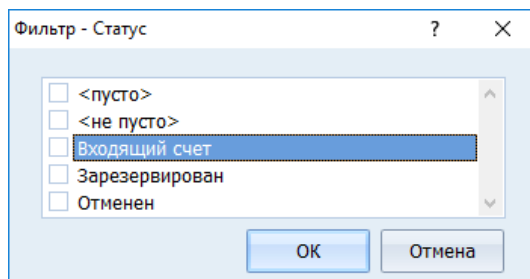 Фильтр - Статус ?
<пусто>
<не пусто>
Входящий счет
Зарезервирован
Отменен
ОК Отмена